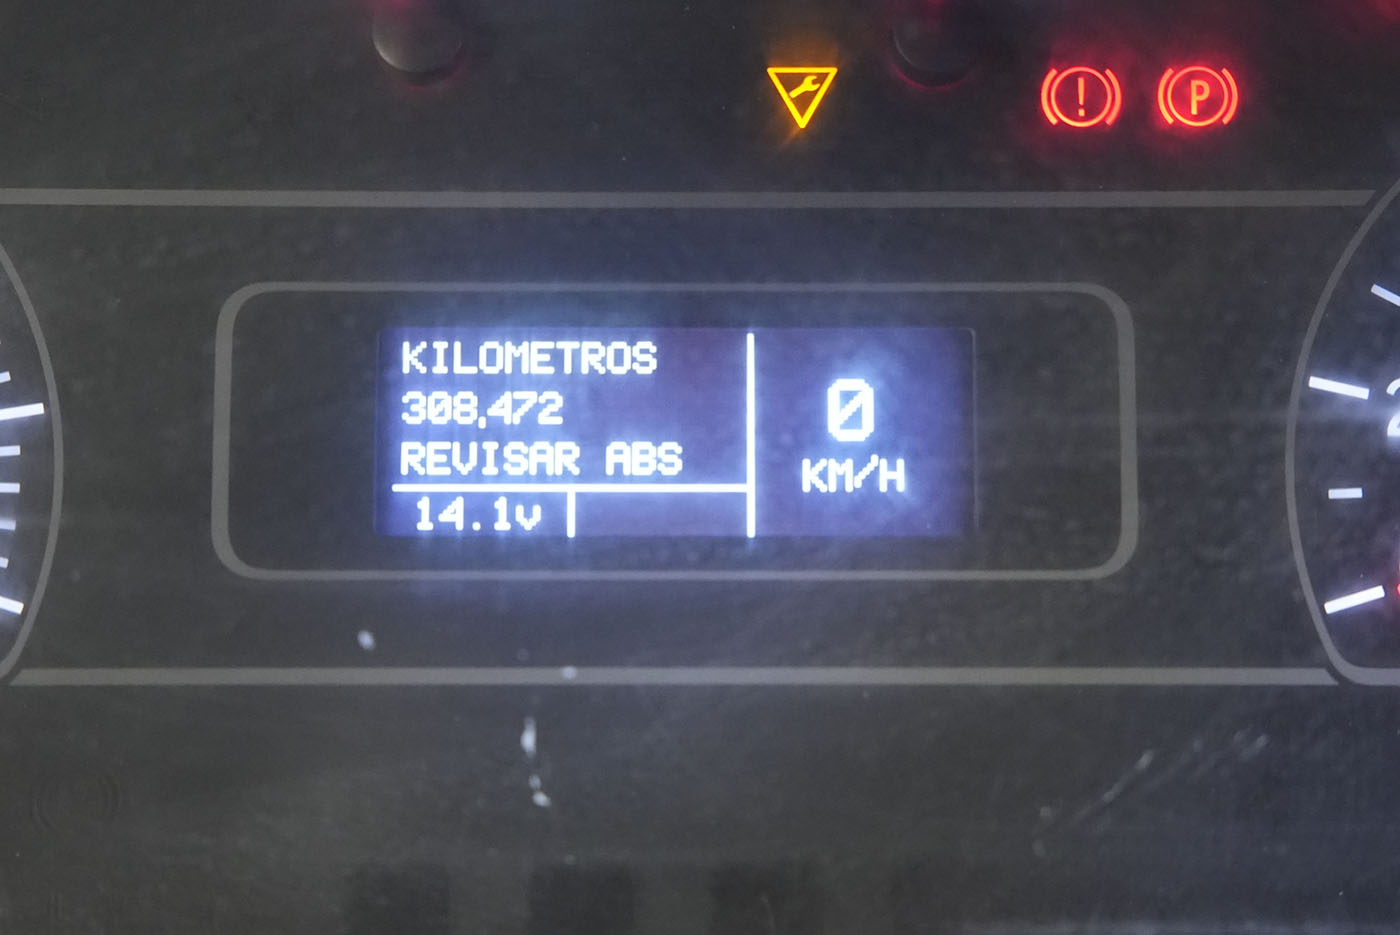 ! P
KILOMETROS
308,472
REVISAR ABS
14.1v
0
KM/H